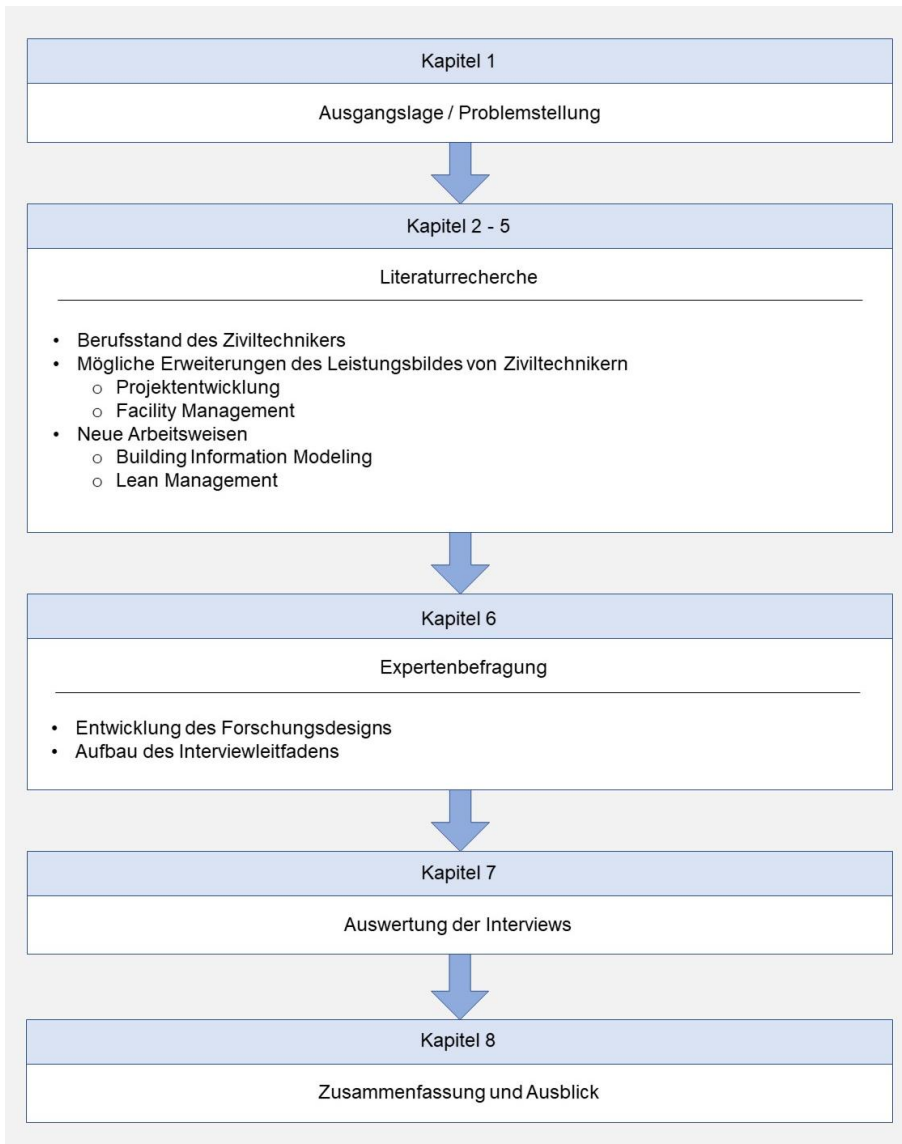 Kapitel 1
Ausgangslage / Problemstellung
Kapitel 2 - 5
Literaturrecherche
• Berufsstand des Ziviltechnikers
• Mögliche Erweiterungen des Leistungsbildes von Ziviltechnikern
o Projektentwicklung
o Facility Management
• Neue Arbeitsweisen
o Building Information Modeling
o Lean Management
Kapitel 6
Expertenbefragung
• Entwicklung des Forschungsdesigns
• Aufbau des Interviewleitfadens
Kapitel 7
Auswertung der Interviews
Kapitel 8
Zusammenfassung und Ausblick